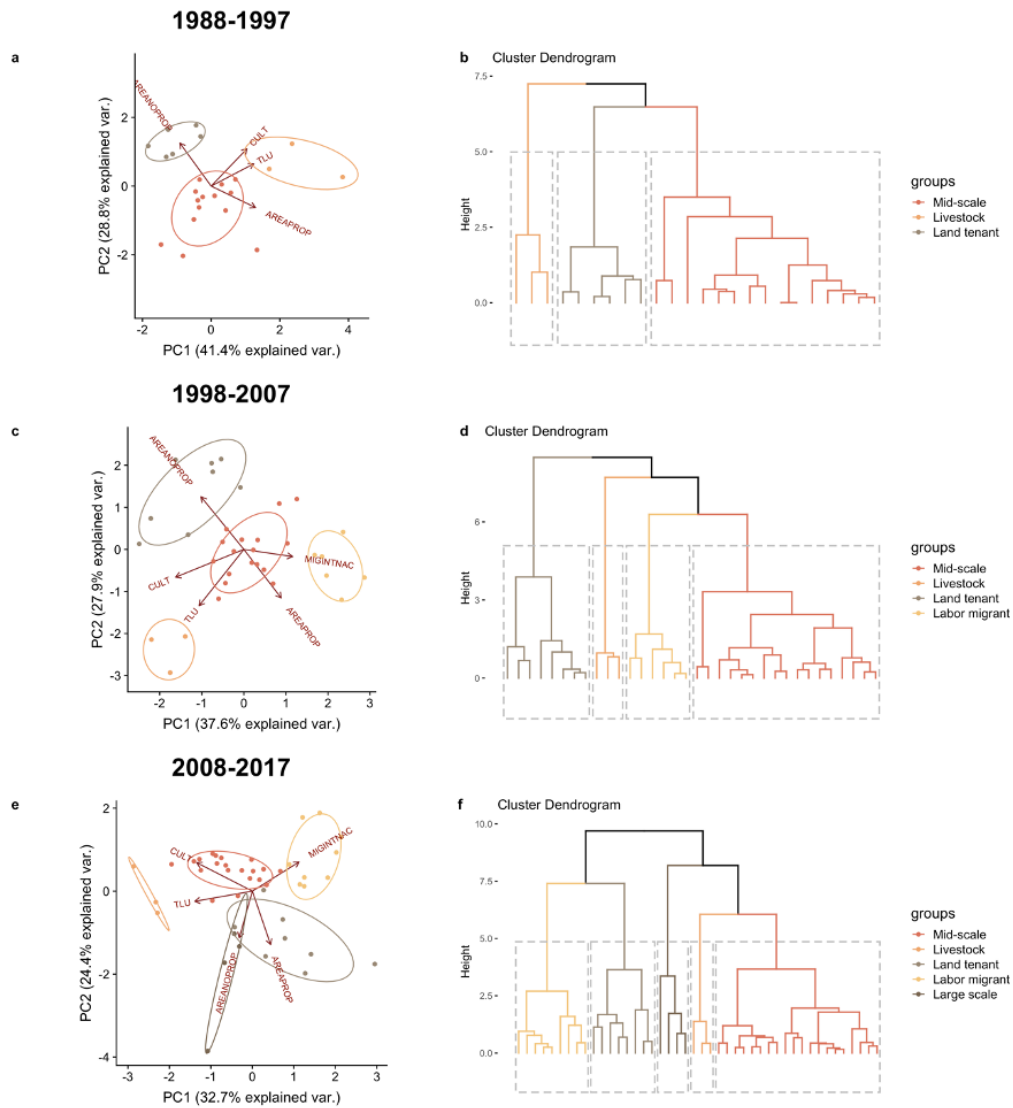 1988-1997
a
PC2 (28.8% explained var.)
2
0
-2
-2
0
2
4
PC1 (41.4% explained var.)
AREANOPROP
CULT
TLU
AREAPROP
b
Cluster Dendrogram
Height
7.5
5.0
2.5
0.0
groups
Mid-scale
Livestock
Land tenant
1998-2007
c
PC2 (27.9% explained var.)
2
1
0
-1
-2
-3
-2
-1
0
1
2
3
PC1 (37.6% explained var.)
AREANOPROP
MIGINTNAC
CULT
TLU
AREAPROP
d
Cluster Dendrogram
Height
6
3
0
groups
Mid-scale
Livestock
Land tenant
Labor migrant
2008-2017
e
PC2 (24.4% explained var.)
2
0
-2
-4
-3
-2
-1
0
1
2
3
PC1 (32.7% explained var.)
CULT
MIGINTNAC
TLU
AREANOPROP
AREAPROP
f
Cluster Dendrogram
Height
10.0
7.5
5.0
2.5
0.0
groups
Mid-scale
Livestock
Land tenant
Labor migrant
Large scale